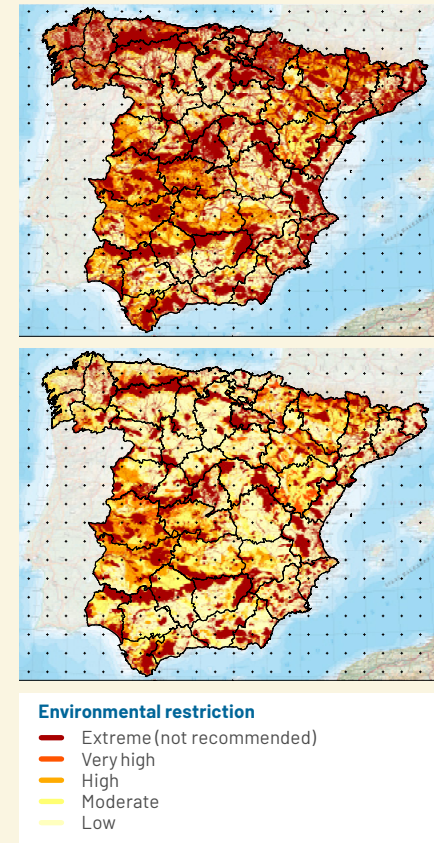 Environmental restriction
Extreme (not recommended)
Very high
High
Moderate
Low